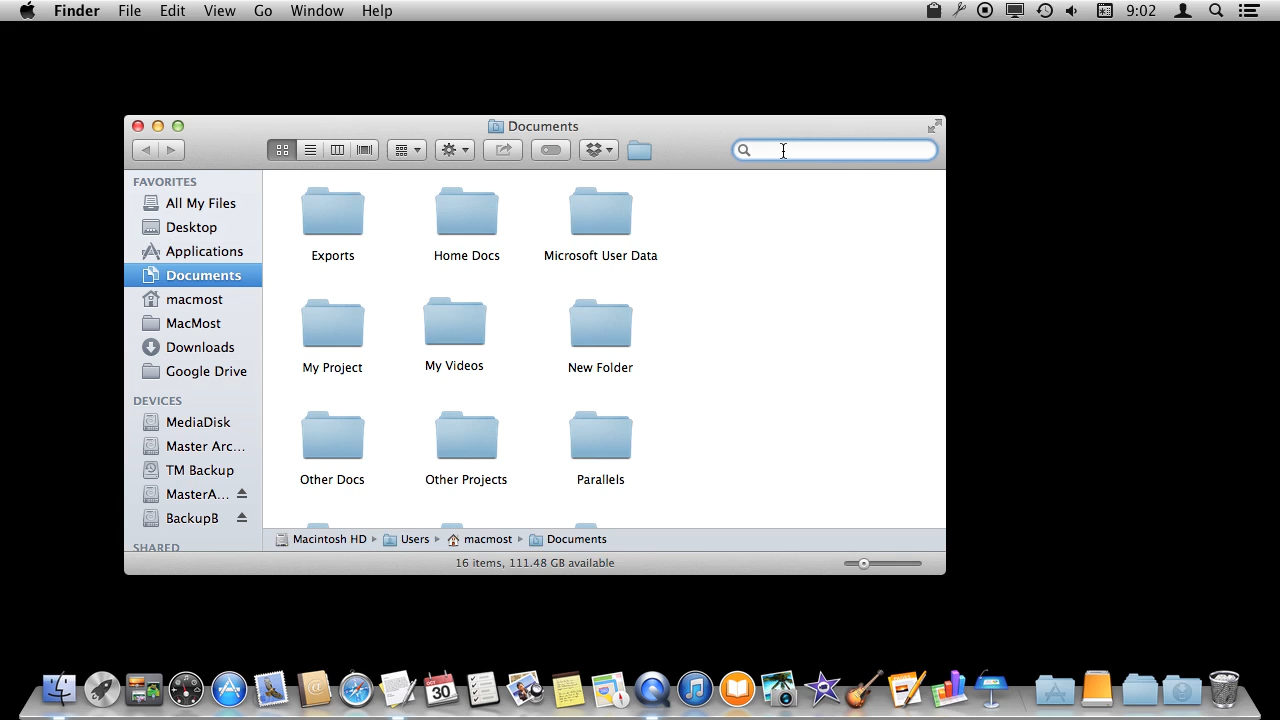 Finder File Edit View Go Window Help 9:02
Documents
FAVORITES
All My Files
Desktop
Applications
Documents
macmost
MacMost
Downloads
Google Drive
DEVICES
MediaDisk
Master Arc...
TM Backup
MasterA...
BackupB
SHARED
Exports Home Docs Microsoft User Data
My Project My Videos New Folder
Other Docs Other Projects Parallels
Macintosh HD Users macmost Documents
16 items, 111.48 GB available
30